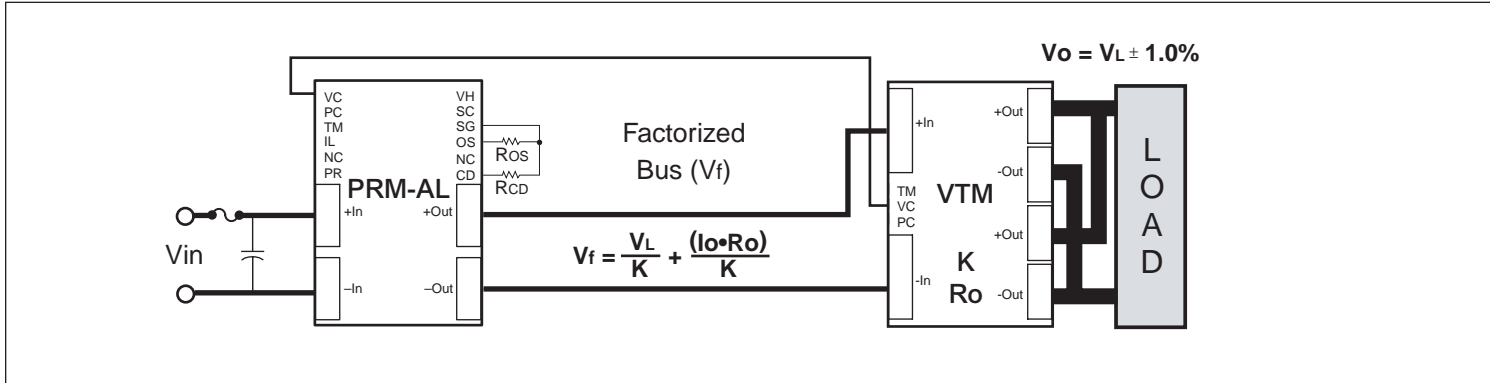 Vo = VL ± 1.0%
VC
PC
TM
IL
NC
PR
VH
SC
SG
OS
NC
CD
ROS
RCD
PRM-AL
+In
–In
+Out
–Out
Vin
Factorized
Bus (Vf)
Vf = VL/K + (Io•Ro)/K
+In
TM
VC
PC
-In
VTM
K
Ro
+Out
-Out
+Out
-Out
LOAD